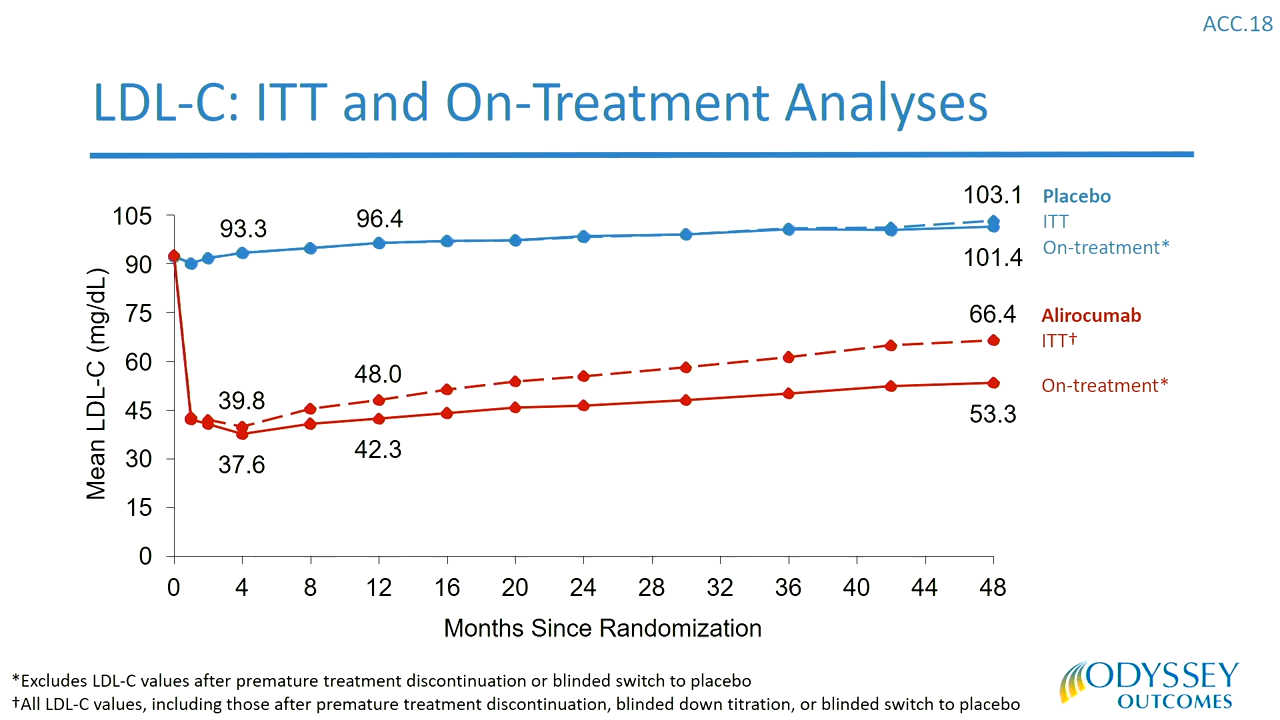 ACC.18
LDL-C: ITT and On-Treatment Analyses
Mean LDL-C (mg/dL)
105
90
75
60
45
30
15
0
93.3
96.4
103.1
101.4
39.8
48.0
66.4
37.6
42.3
53.3
Placebo
ITT
On-treatment*
Alirocumab
ITT†
On-treatment*
0 4 8 12 16 20 24 28 32 36 40 44 48
Months Since Randomization
*Excludes LDL-C values after premature treatment discontinuation or blinded switch to placebo
†All LDL-C values, including those after premature treatment discontinuation, blinded down titration, or blinded switch to placebo
ODYSSEY
OUTCOMES